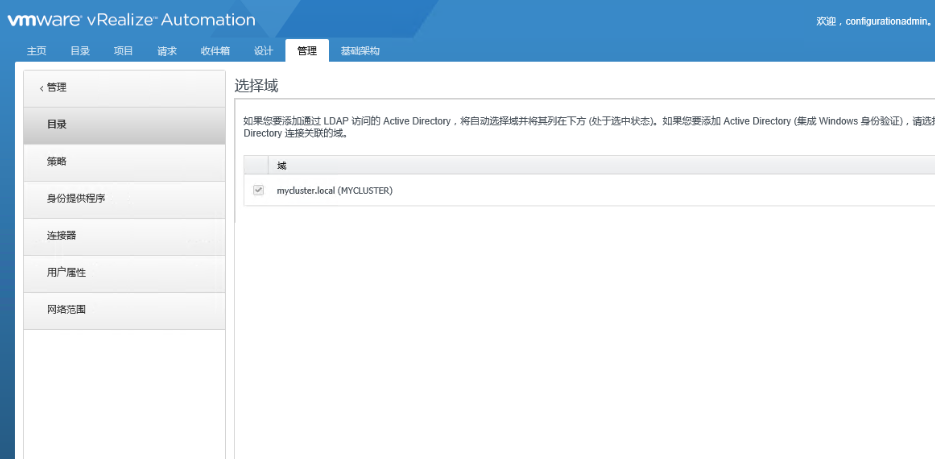 vmware® vRealize™ Automation
欢迎，configurationadmin。
主页 目录 项目 请求 收件箱 设计 管理 基础架构
‹ 管理
目录
策略
身份提供程序
连接器
用户属性
网络范围
选择域
如果您要添加通过 LDAP 访问的 Active Directory，将自动选择域并将其列在下方 (处于选中状态)。如果您要添加 Active Directory (集成 Windows 身份验证)，请选
Directory 连接关联的域。
域
mycluster.local (MYCLUSTER)